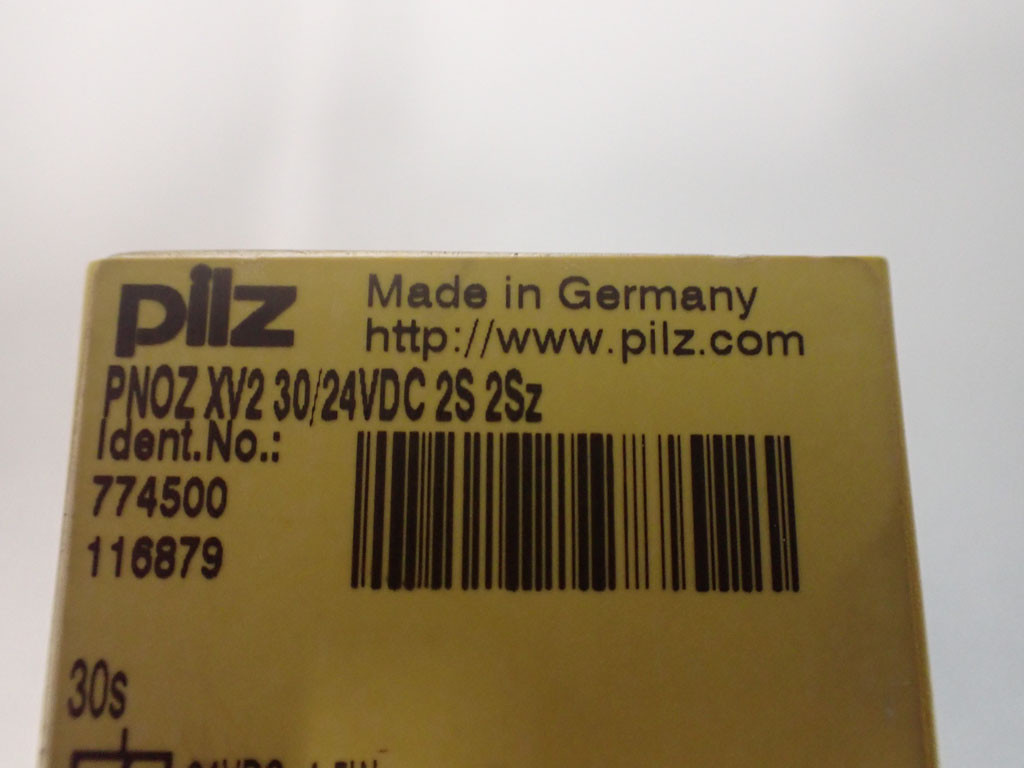 pilz
Made in Germany
http://www.pilz.com
PNOZ XV2 30/24VDC 2S 2Sz
Ident.No.:
774500
116879
30s